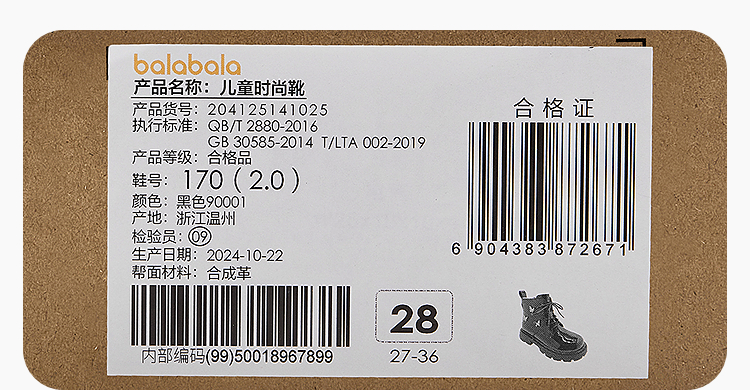 balabala
产品名称：儿童时尚靴
产品货号：204125141025
执行标准：QB/T 2880-2016
GB 30585-2014 T/LTA 002-2019
产品等级：合格品
鞋号：170（2.0）
颜色：黑色90001
产地：浙江温州
检验员：09
生产日期：2024-10-22
帮面材料：合成革
内部编码(99)50018967899
合格证
6 904383 872671
28
27-36